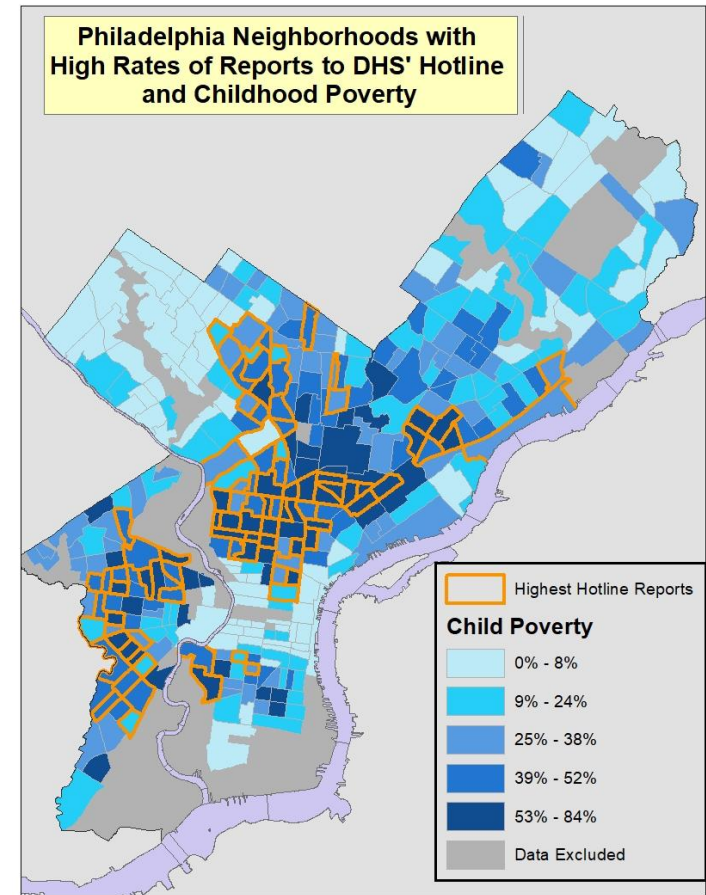 Philadelphia Neighborhoods with
High Rates of Reports to DHS' Hotline
and Childhood Poverty
Highest Hotline Reports
Child Poverty
0% - 8%
9% - 24%
25% - 38%
39% - 52%
53% - 84%
Data Excluded